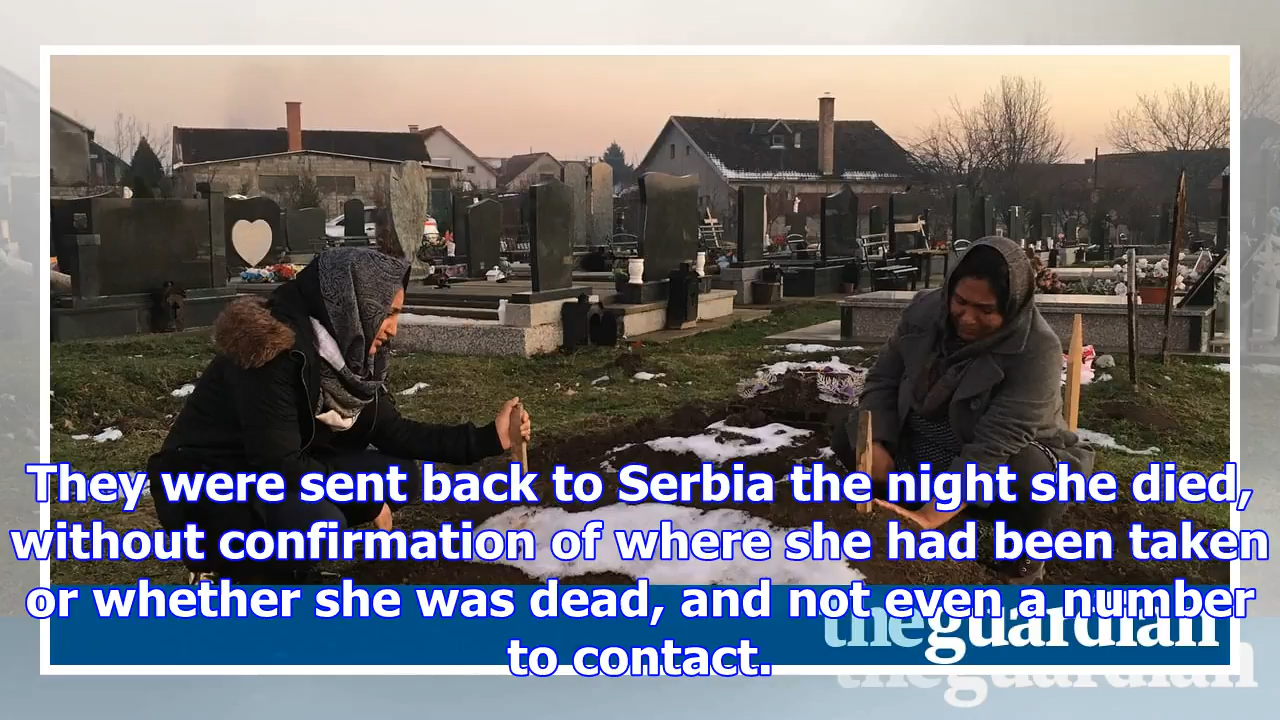 They were sent back to Serbia the night she died,
without confirmation of where she had been taken
or whether she was dead, and not even a number
to contact.
theguardian
theguardian